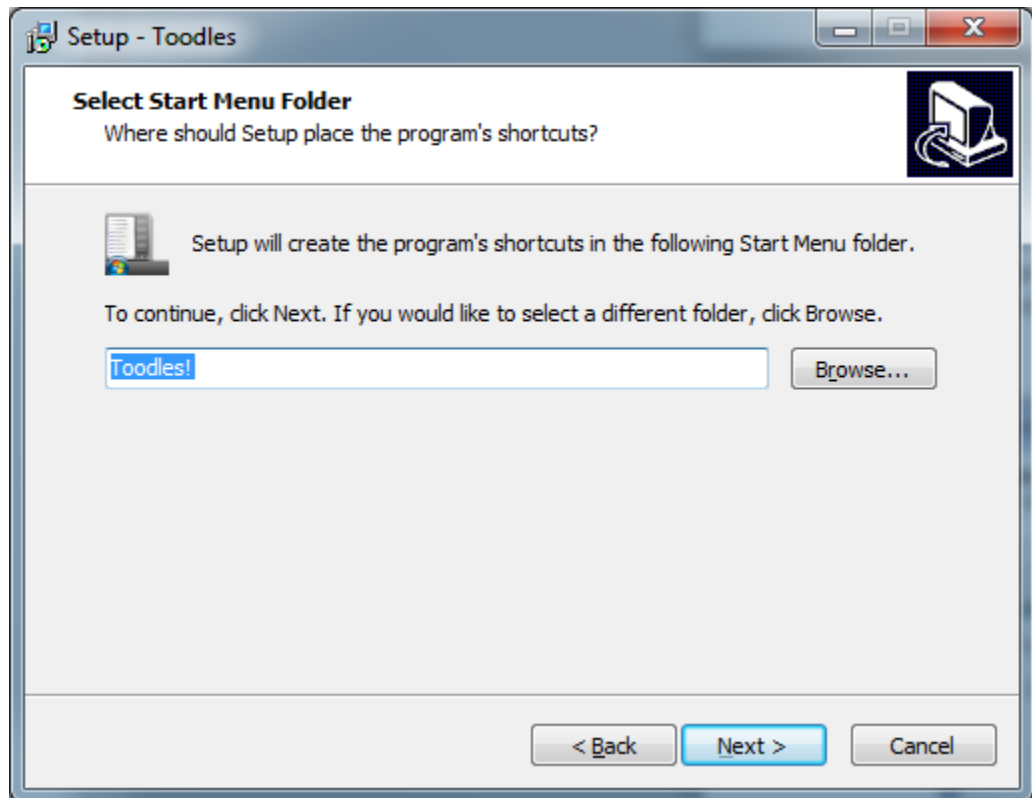 Setup - Toodles
Select Start Menu Folder
Where should Setup place the program's shortcuts?
Setup will create the program's shortcuts in the following Start Menu folder.
To continue, click Next. If you would like to select a different folder, click Browse.
Toodles!
Browse...
< Back
Next >
Cancel